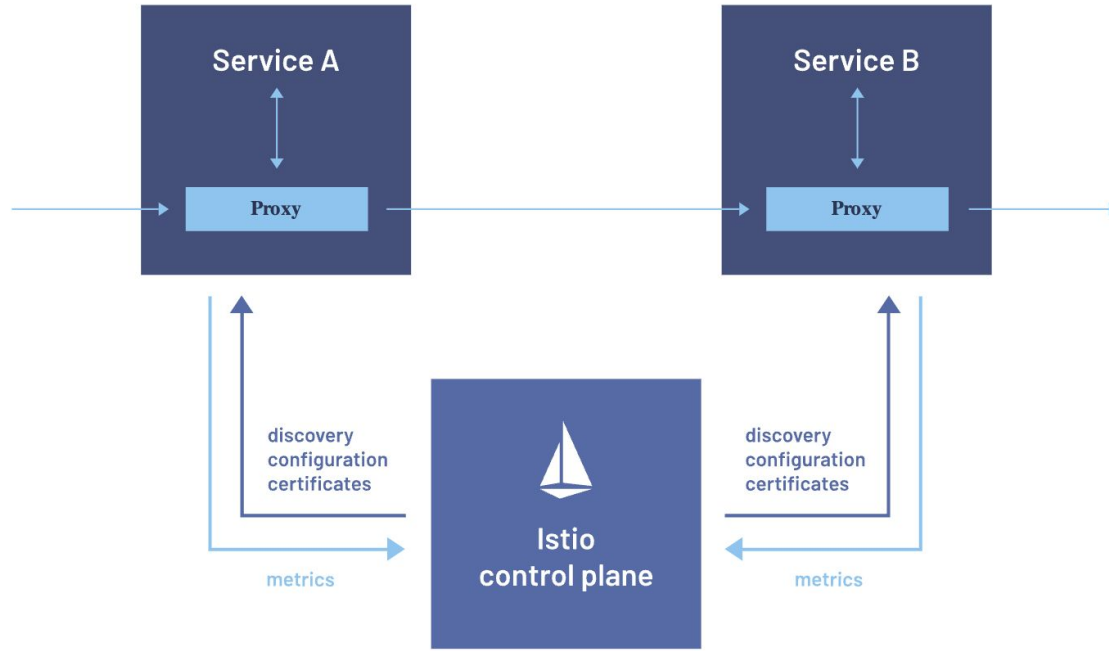 Service A
Service B
Proxy
Proxy
discovery
configuration
certificates
discovery
configuration
certificates
Istio
control plane
metrics
metrics